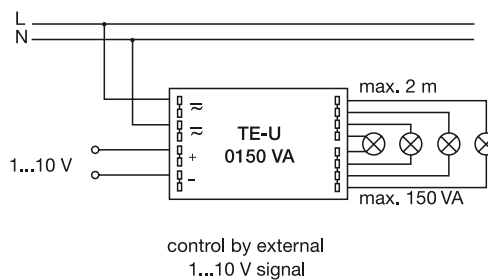 L
N
max. 2 m
≂
≂
TE-U
0150 VA
1...10 V
+
–
max. 150 VA
control by external
1...10 V signal